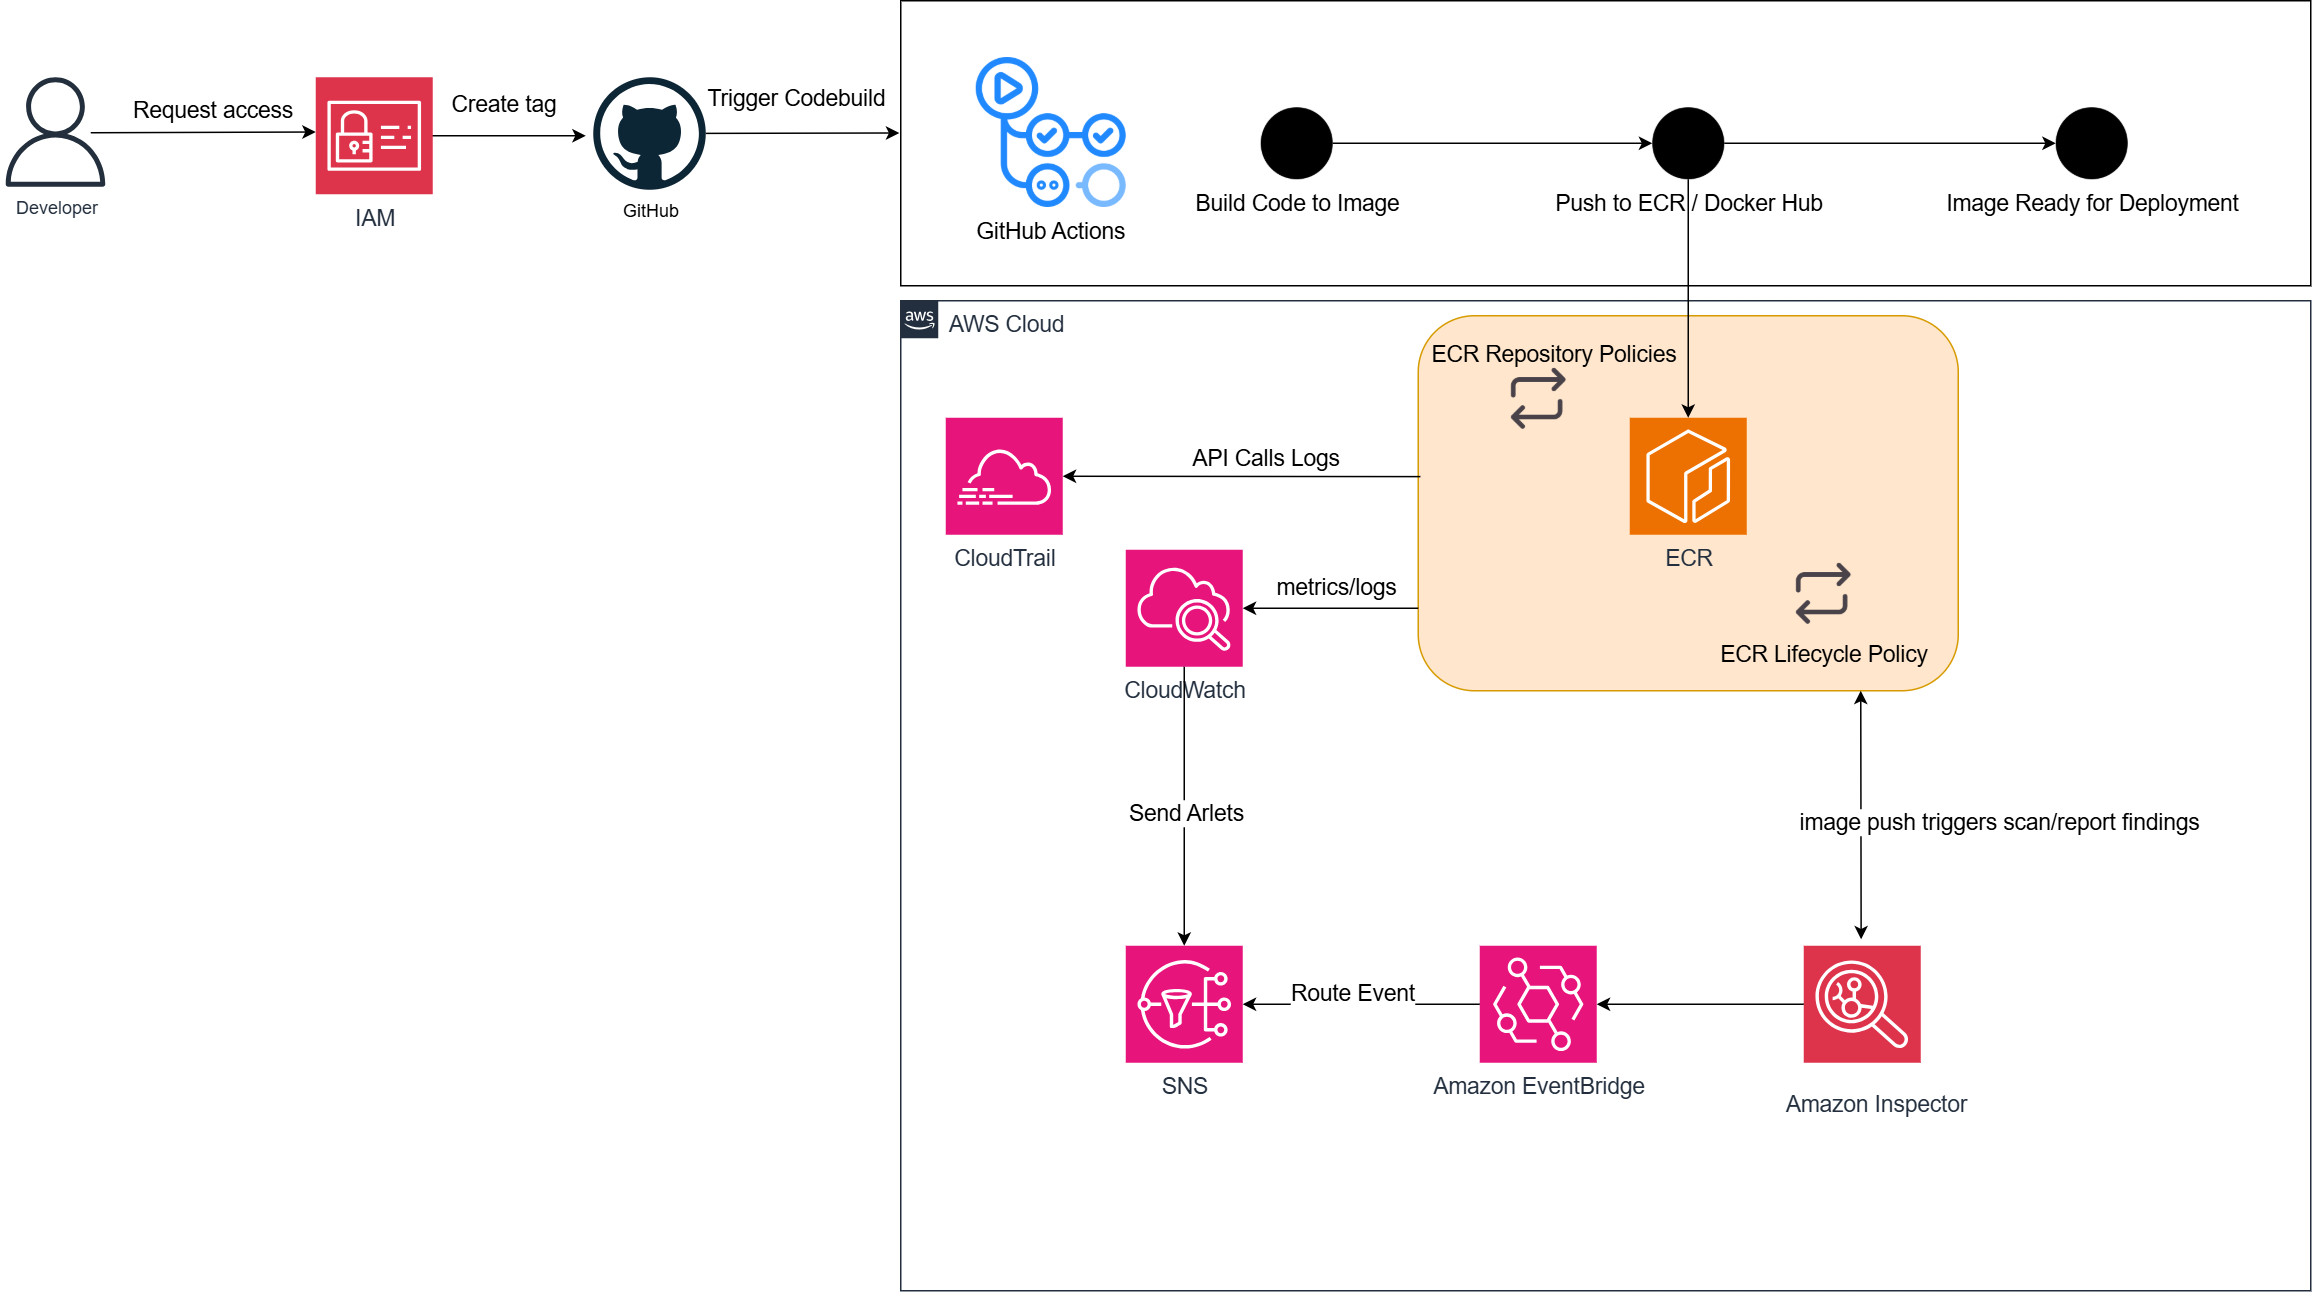 Request access
Create tag
Trigger Codebuild
Developer
IAM
GitHub
GitHub Actions
Build Code to Image
Push to ECR / Docker Hub
Image Ready for Deployment
aws
AWS Cloud
ECR Repository Policies
API Calls Logs
CloudTrail
ECR
metrics/logs
ECR Lifecycle Policy
CloudWatch
Send Arlets
image push triggers scan/report findings
Route Event
SNS
Amazon EventBridge
Amazon Inspector